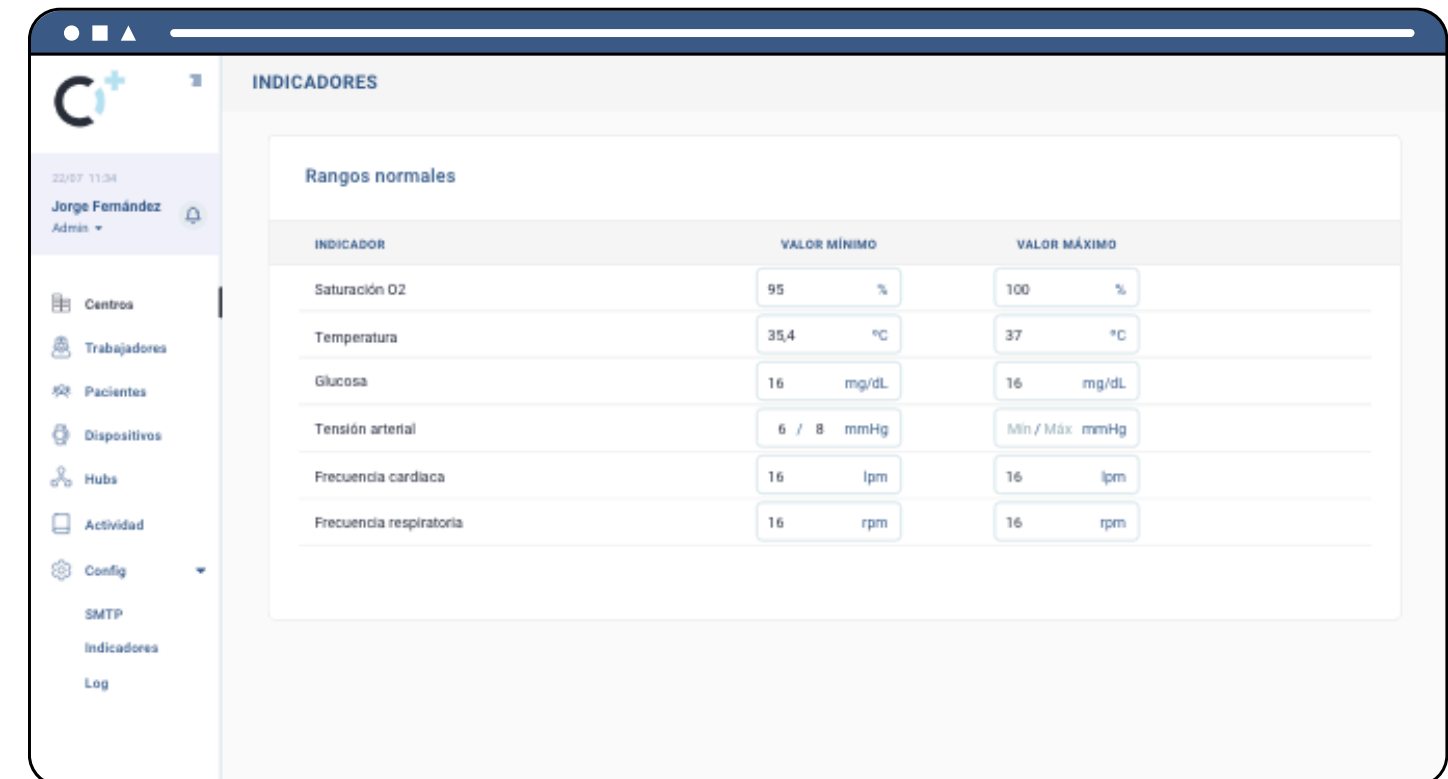 INDICADORES
22/07 11:34
Jorge Fernández
Admin
Centros
Trabajadores
Pacientes
Dispositivos
Hubs
Actividad
Config
SMTP
Indicadores
Log
Rangos normales
INDICADOR VALOR MÍNIMO VALOR MÁXIMO
Saturación O2 95 % 100 %
Temperatura 35,4 ºC 37 ºC
Glucosa 16 mg/dL 16 mg/dL
Tensión arterial 6 / 8 mmHg Mín / Máx mmHg
Frecuencia cardiaca 16 lpm 16 lpm
Frecuencia respiratoria 16 rpm 16 rpm